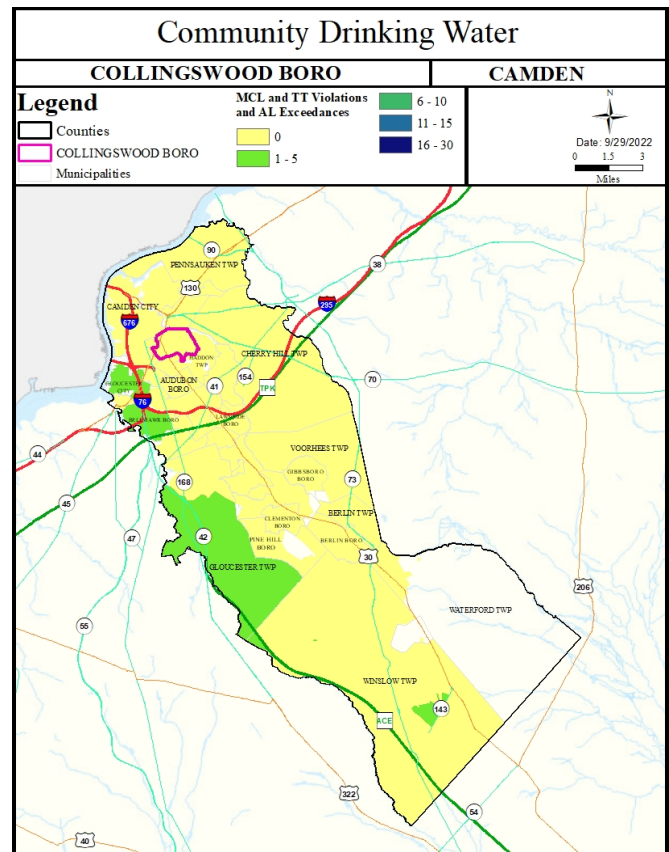 Community Drinking Water
COLLINGSWOOD BORO
CAMDEN
Legend
Counties
COLLINGSWOOD BORO
Municipalities
MCL and TT Violations
and AL Exceedances
0
1 - 5
6 - 10
11 - 15
16 - 30
N
Date: 9/29/2022
0 1.5 3
Miles
90
PENNSAUKEN TWP
38
130
CAMDEN CITY
295
676
HADDON
TWP
CHERRY HILL TWP
154
70
GLOUCESTER
CITY
AUDUBON
BORO
41
TPK
76
BELLMAWR BORO
44
VOORHEES TWP
GIBBSBORO
BORO
73
168
45
BERLIN TWP
CLEMENTON
BORO
47
42
PINE HILL
BORO
BERLIN BORO
30
GLOUCESTER TWP
206
WATERFORD TWP
55
WINSLOW TWP
143
ACE
322
54
40